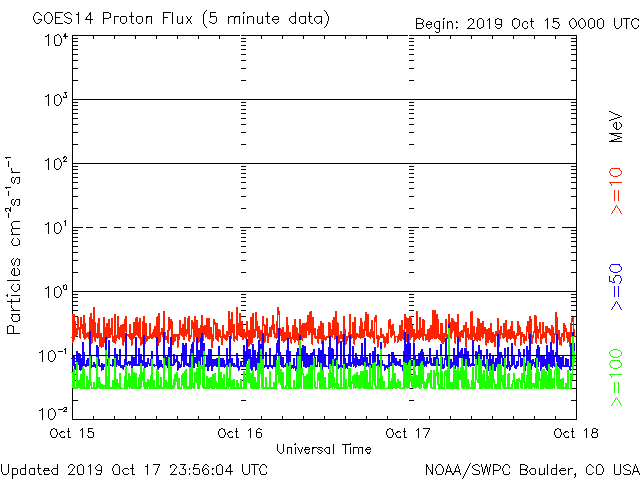 GOES14 Proton Flux (5 minute data)
Begin: 2019 Oct 15 0000 UTC
Particles cm⁻²s⁻¹sr⁻¹
10⁴
10³
10²
10¹
10⁰
10⁻¹
10⁻²
Oct 15
Oct 16
Oct 17
Oct 18
Universal Time
MeV
>=10
>=50
>=100
Updated 2019 Oct 17 23:56:04 UTC
NOAA/SWPC Boulder, CO USA